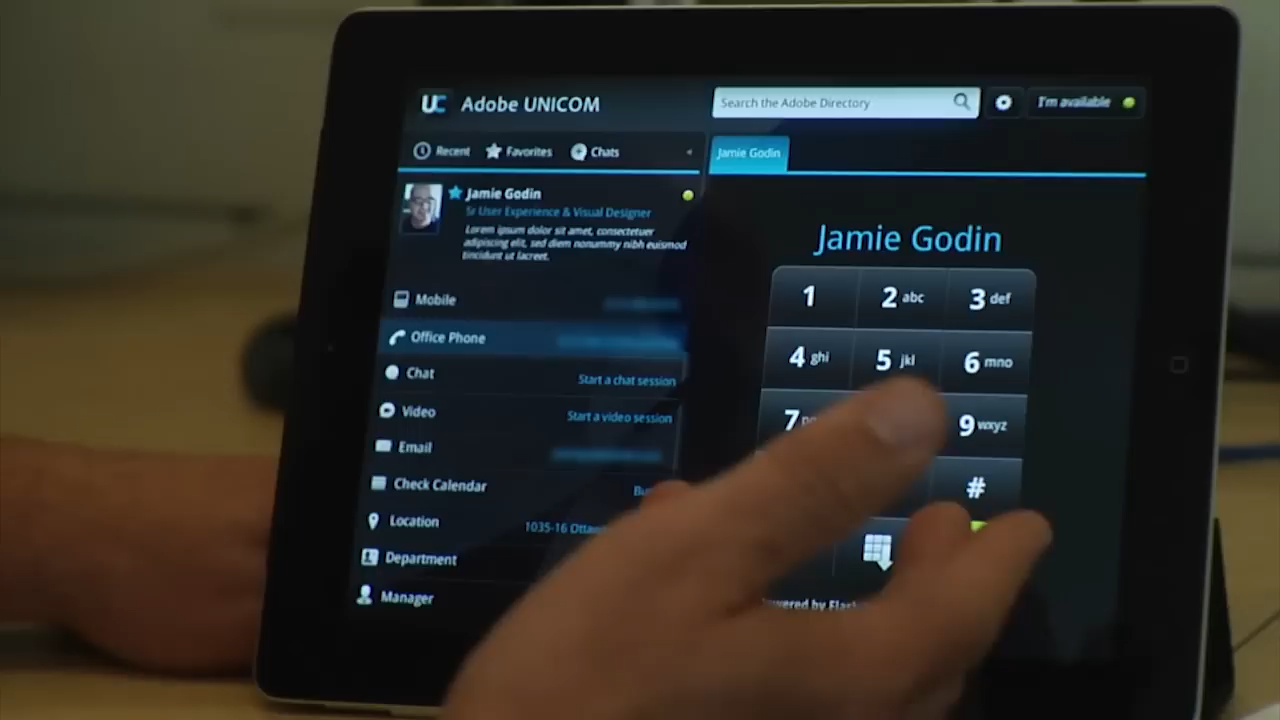 UC Adobe UNICOM
Search the Adobe Directory
I'm available
Recent
Favorites
Chats
Jamie Godin
Jamie Godin
Sr User Experience & Visual Designer
Lorem ipsum dolor sit amet, consectetuer
adipiscing elit, sed diem nonummy nibh euismod
tincidunt ut lacreet.
Mobile
Office Phone
Chat
Start a chat session
Video
Start a video session
Email
Check Calendar
Location
1035-16
Department
Manager
Jamie Godin
1
2 abc
3 def
4 ghi
5 jkl
6 mno
7
9 wxyz
#
by